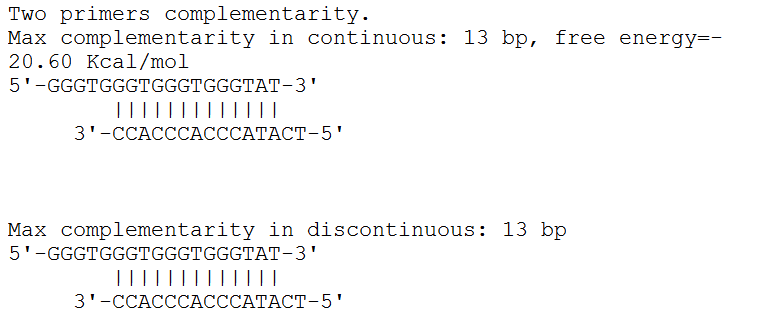 Two primers complementarity.
Max complementarity in continuous: 13 bp, free energy=-
20.60 Kcal/mol
5'-GGGTGGGTGGGTGGGTAT-3'
|||||||||||||
3'-CCACCCACCCATACT-5'
Max complementarity in discontinuous: 13 bp
5'-GGGTGGGTGGGTGGGTAT-3'
|||||||||||||
3'-CCACCCACCCATACT-5'